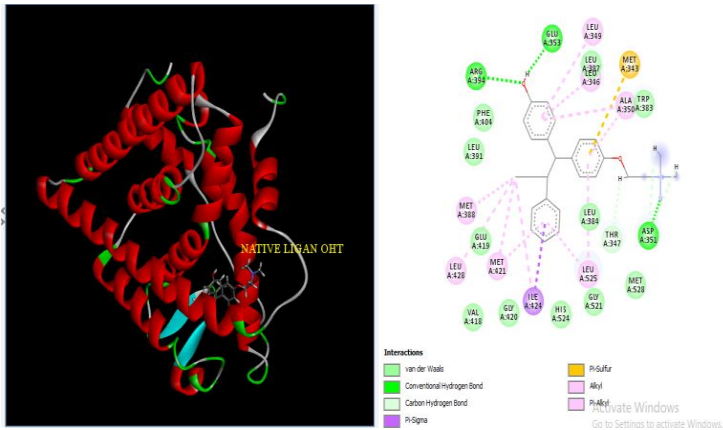 NATIVE LIGAN OHT
LEU
A:349
GLU
A:353
LEU
A:387
MET
A:343
ARG
A:394
LEU
A:346
ALA
A:350
TRP
A:383
PHE
A:404
LEU
A:391
H
H
H
H
MET
A:388
LEU
A:384
GLU
A:419
THR
A:347
ASP
A:351
LEU
A:428
MET
A:421
LEU
A:525
MET
A:528
ILE
A:424
GLY
A:521
VAL
A:418
GLY
A:420
HIS
A:524
Interactions
van der Waals
Conventional Hydrogen Bond
Carbon Hydrogen Bond
Pi-Sigma
Pi-Sulfur
Alkyl
Pi-Alkyl
Activate Windows
Go to Settings to activate Windows.